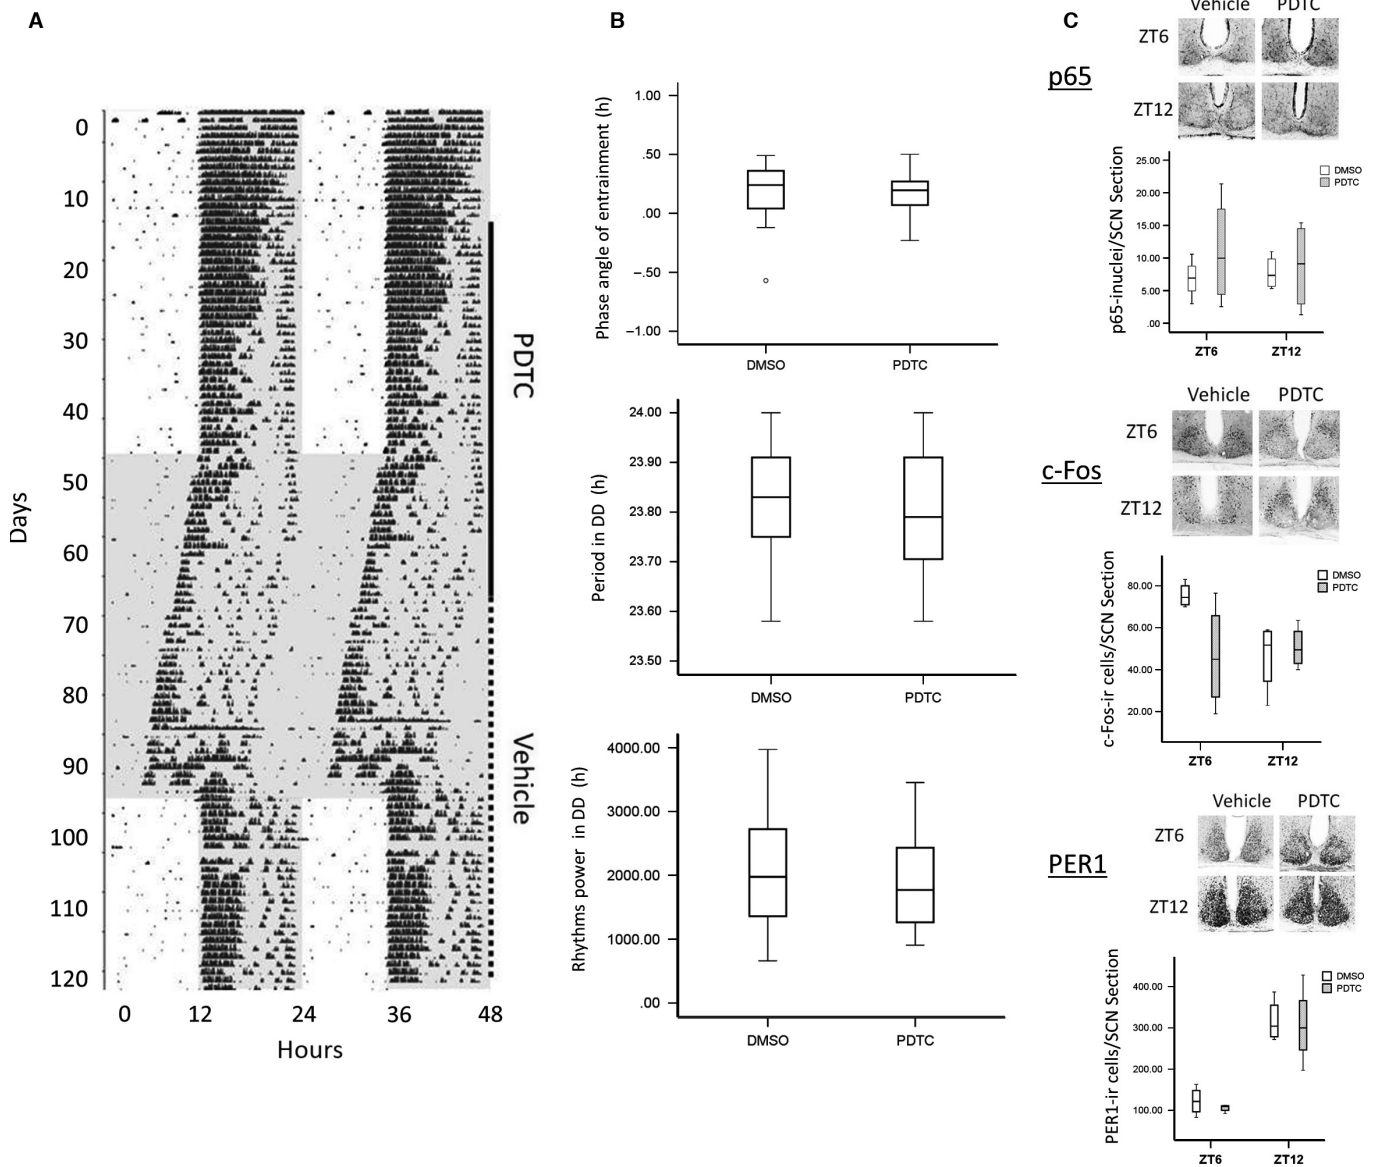 A
Days
0
10
20
30
40
50
60
70
80
90
100
110
120
0 12 24 36 48
Hours
PDTC
Vehicle
B
Phase angle of entrainment (h)
1.00
.50
.00
−.50
−1.00
DMSO PDTC
Period in DD (h)
24.00
23.90
23.80
23.70
23.60
23.50
DMSO PDTC
Rhythms power in DD (h)
4000.00
3000.00
2000.00
1000.00
.00
DMSO PDTC
C
Vehicle PDTC
ZT6
p65
ZT12
p65-inuclei/SCN Section
25.00
20.00
15.00
10.00
5.00
.00
DMSO
PDTC
ZT6 ZT12
Vehicle PDTC
ZT6
c-Fos
ZT12
c-Fos-ir cells/SCN Section
80.00
60.00
40.00
20.00
DMSO
PDTC
ZT6 ZT12
Vehicle PDTC
ZT6
PER1
ZT12
PER1-ir cells/SCN Section
400.00
300.00
200.00
100.00
DMSO
PDTC
ZT6 ZT12